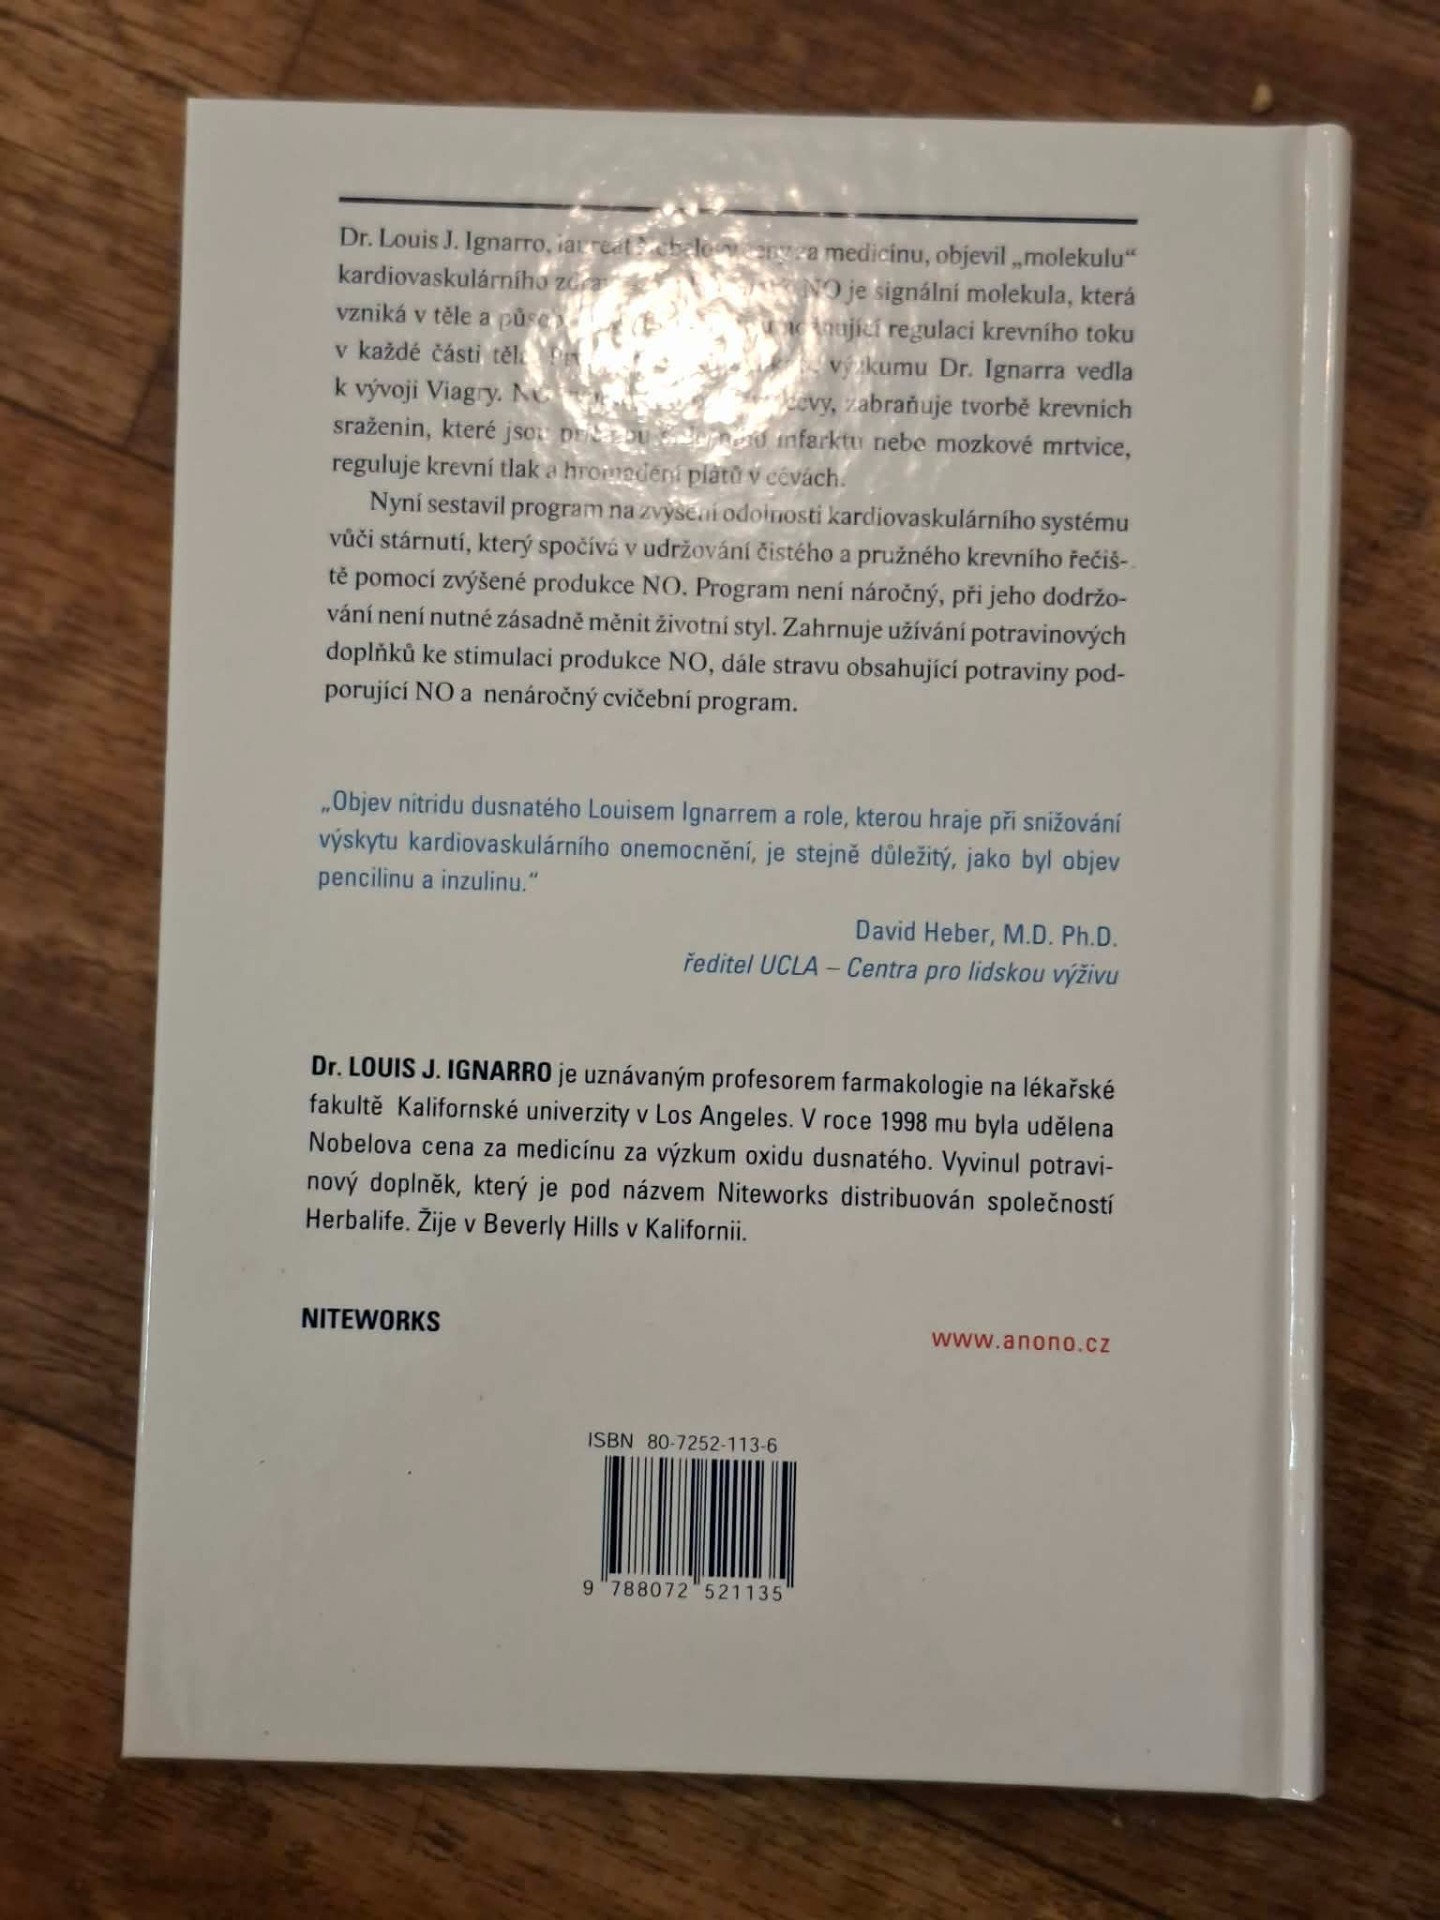 Dr. Louis J. Ignarro, laureát Nobelovy ceny za medicínu, objevil „molekulu“
kardiovaskulárního NO je signální molekula, která
vzniká v těle a regulaci krevního toku
v každé části výzkumu Dr. Ignarra vedla
k vývoji Viagry. zabraňuje tvorbě krevních
sraženin, které jsou infarktu nebo mozkové mrtvice,
reguluje krevní tlak a hromadění plátů v cévách.
Nyní sestavil program na zvýšení odolnosti kardiovaskulárního systému
vůči stárnutí, který spočívá v udržování čistého a pružného krevního řečiš-
tě pomocí zvýšené produkce NO. Program není náročný, při jeho dodržo-
vání není nutné zásadně měnit životní styl. Zahrnuje užívání potravinových
doplňků ke stimulaci produkce NO, dále stravu obsahující potraviny pod-
porující NO a nenáročný cvičební program.
„Objev nitridu dusnatého Louisem Ignarrem a role, kterou hraje při snižování
výskytu kardiovaskulárního onemocnění, je stejně důležitý, jako byl objev
pencilinu a inzulinu.“
David Heber, M.D. Ph.D.
ředitel UCLA – Centra pro lidskou výživu
Dr. LOUIS J. IGNARRO je uznávaným profesorem farmakologie na lékařské
fakultě Kalifornské univerzity v Los Angeles. V roce 1998 mu byla udělena
Nobelova cena za medicínu za výzkum oxidu dusnatého. Vyvinul potravi-
nový doplněk, který je pod názvem Niteworks distribuován společností
Herbalife. Žije v Beverly Hills v Kalifornii.
NITEWORKS
www.anono.cz
ISBN 80-7252-113-6
9 788072 521135